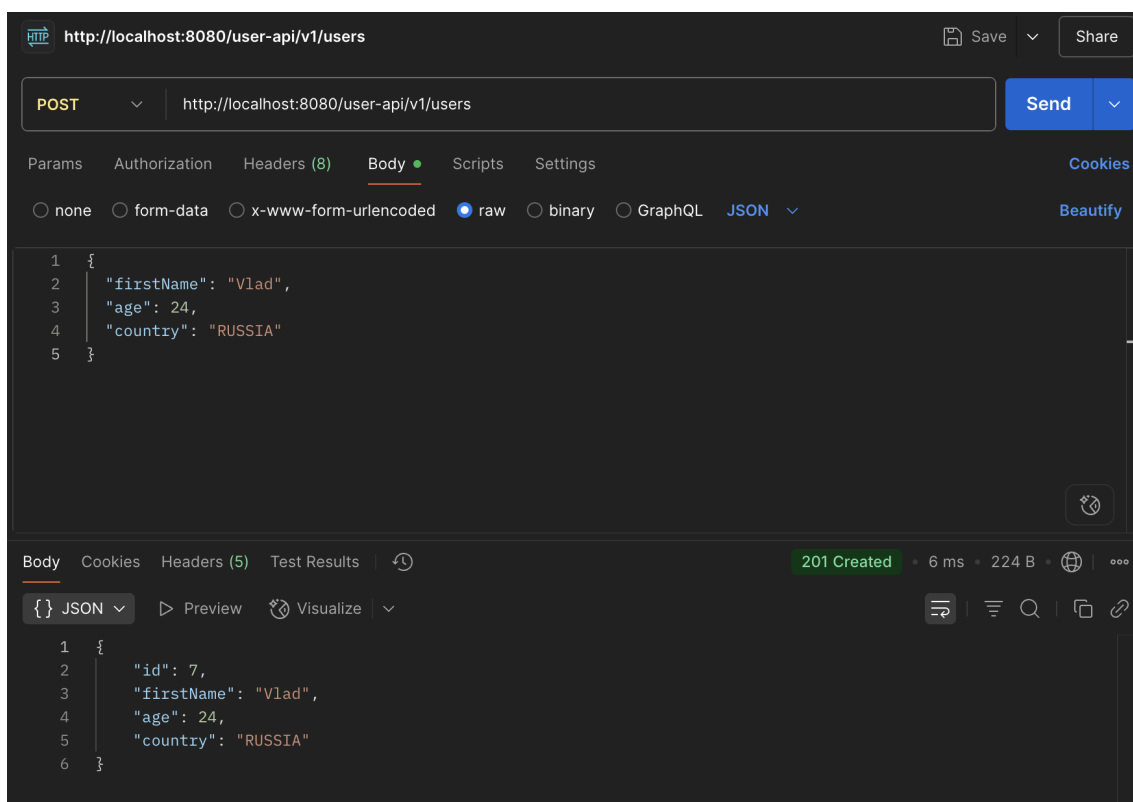 HTTP http://localhost:8080/user-api/v1/users Save Share
POST http://localhost:8080/user-api/v1/users Send
Params Authorization Headers (8) Body Scripts Settings Cookies
none form-data x-www-form-urlencoded raw binary GraphQL JSON Beautify
1 {
2 "firstName": "Vlad",
3 "age": 24,
4 "country": "RUSSIA"
5 }
Body Cookies Headers (5) Test Results 201 Created • 6 ms • 224 B
{} JSON Preview Visualize
1 {
2 "id": 7,
3 "firstName": "Vlad",
4 "age": 24,
5 "country": "RUSSIA"
6 }